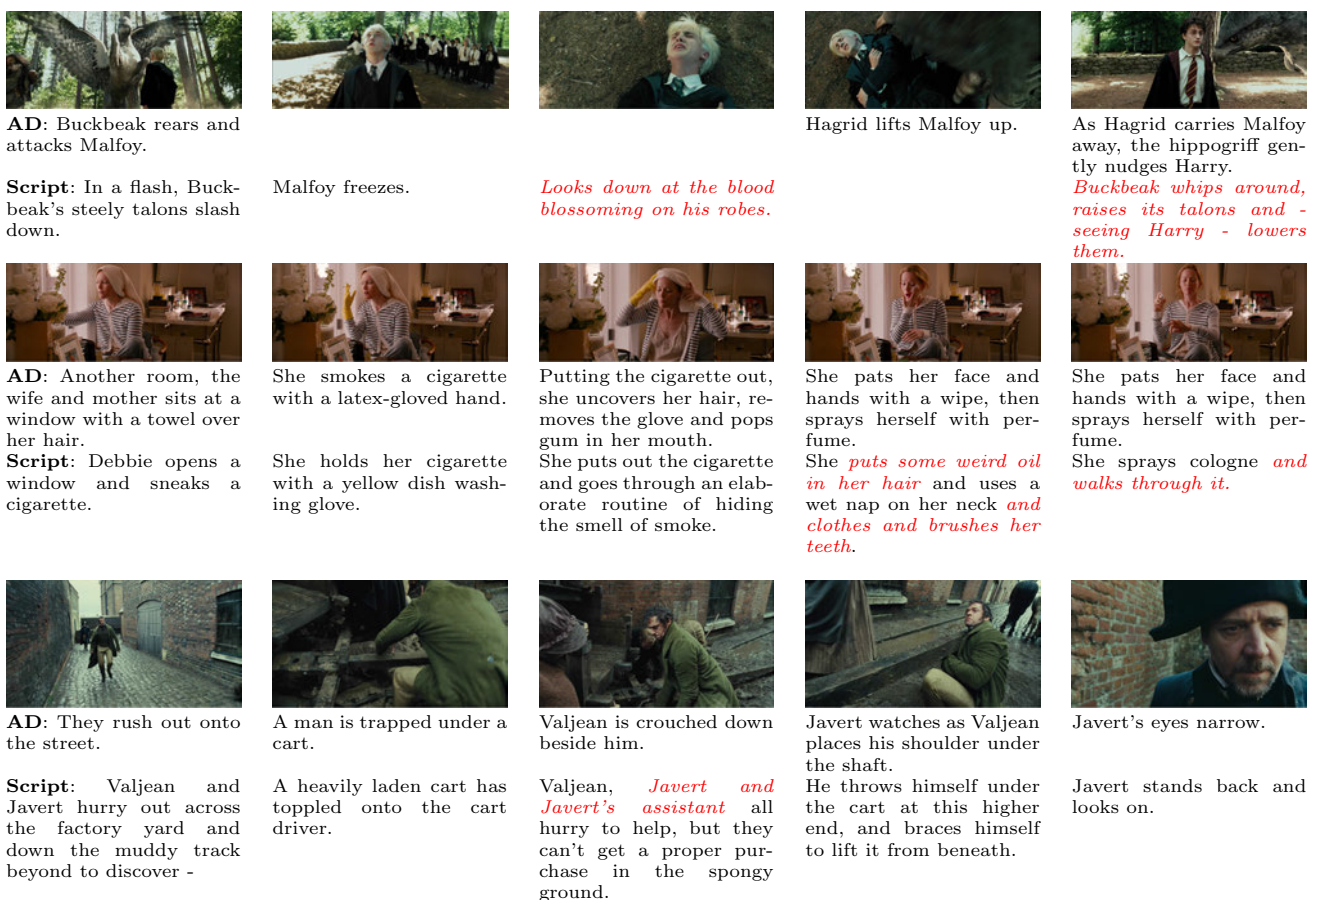 AD: Buckbeak rears and
attacks Malfoy.
Hagrid lifts Malfoy up.
As Hagrid carries Malfoy
away, the hippogriff gen-
tly nudges Harry.
Script: In a flash, Buck-
beak's steely talons slash
down.
Malfoy freezes.
Looks down at the blood
blossoming on his robes.
Buckbeak whips around,
raises its talons and -
seeing Harry - lowers
them.
AD: Another room, the
wife and mother sits at a
window with a towel over
her hair.
She smokes a cigarette
with a latex-gloved hand.
Putting the cigarette out,
she uncovers her hair, re-
moves the glove and pops
gum in her mouth.
She pats her face and
hands with a wipe, then
sprays herself with per-
fume.
She pats her face and
hands with a wipe, then
sprays herself with per-
fume.
Script: Debbie opens a
window and sneaks a
cigarette.
She holds her cigarette
with a yellow dish wash-
ing glove.
She puts out the cigarette
and goes through an elab-
orate routine of hiding
the smell of smoke.
She puts some weird oil
in her hair and uses a
wet nap on her neck and
clothes and brushes her
teeth.
She sprays cologne and
walks through it.
AD: They rush out onto
the street.
A man is trapped under a
cart.
Valjean is crouched down
beside him.
Javert watches as Valjean
places his shoulder under
the shaft.
Javert's eyes narrow.
Script: Valjean and
Javert hurry out across
the factory yard and
down the muddy track
beyond to discover -
A heavily laden cart has
toppled onto the cart
driver.
Valjean, Javert and
Javert's assistant all
hurry to help, but they
can't get a proper pur-
chase in the spongy
ground.
He throws himself under
the cart at this higher
end, and braces himself
to lift it from beneath.
Javert stands back and
looks on.